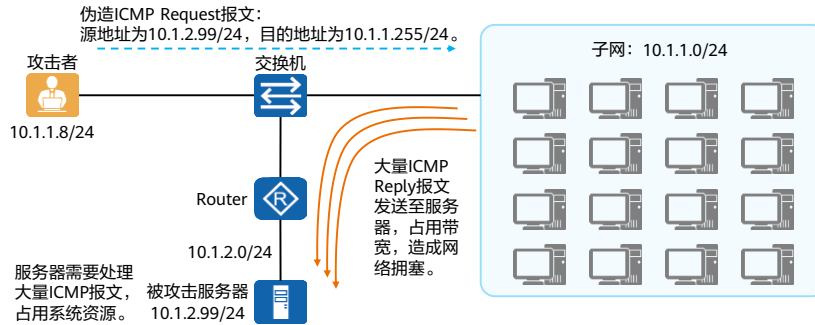 伪造ICMP Request报文：
源地址为10.1.2.99/24，目的地址为10.1.1.255/24。
攻击者
交换机
子网：10.1.1.0/24
10.1.1.8/24
大量ICMP
Reply报文
发送至服务
器，占用带
宽，造成网
络拥塞。
Router
R
10.1.2.0/24
服务器需要处理
大量ICMP报文，
占用系统资源。
被攻击服务器
10.1.2.99/24